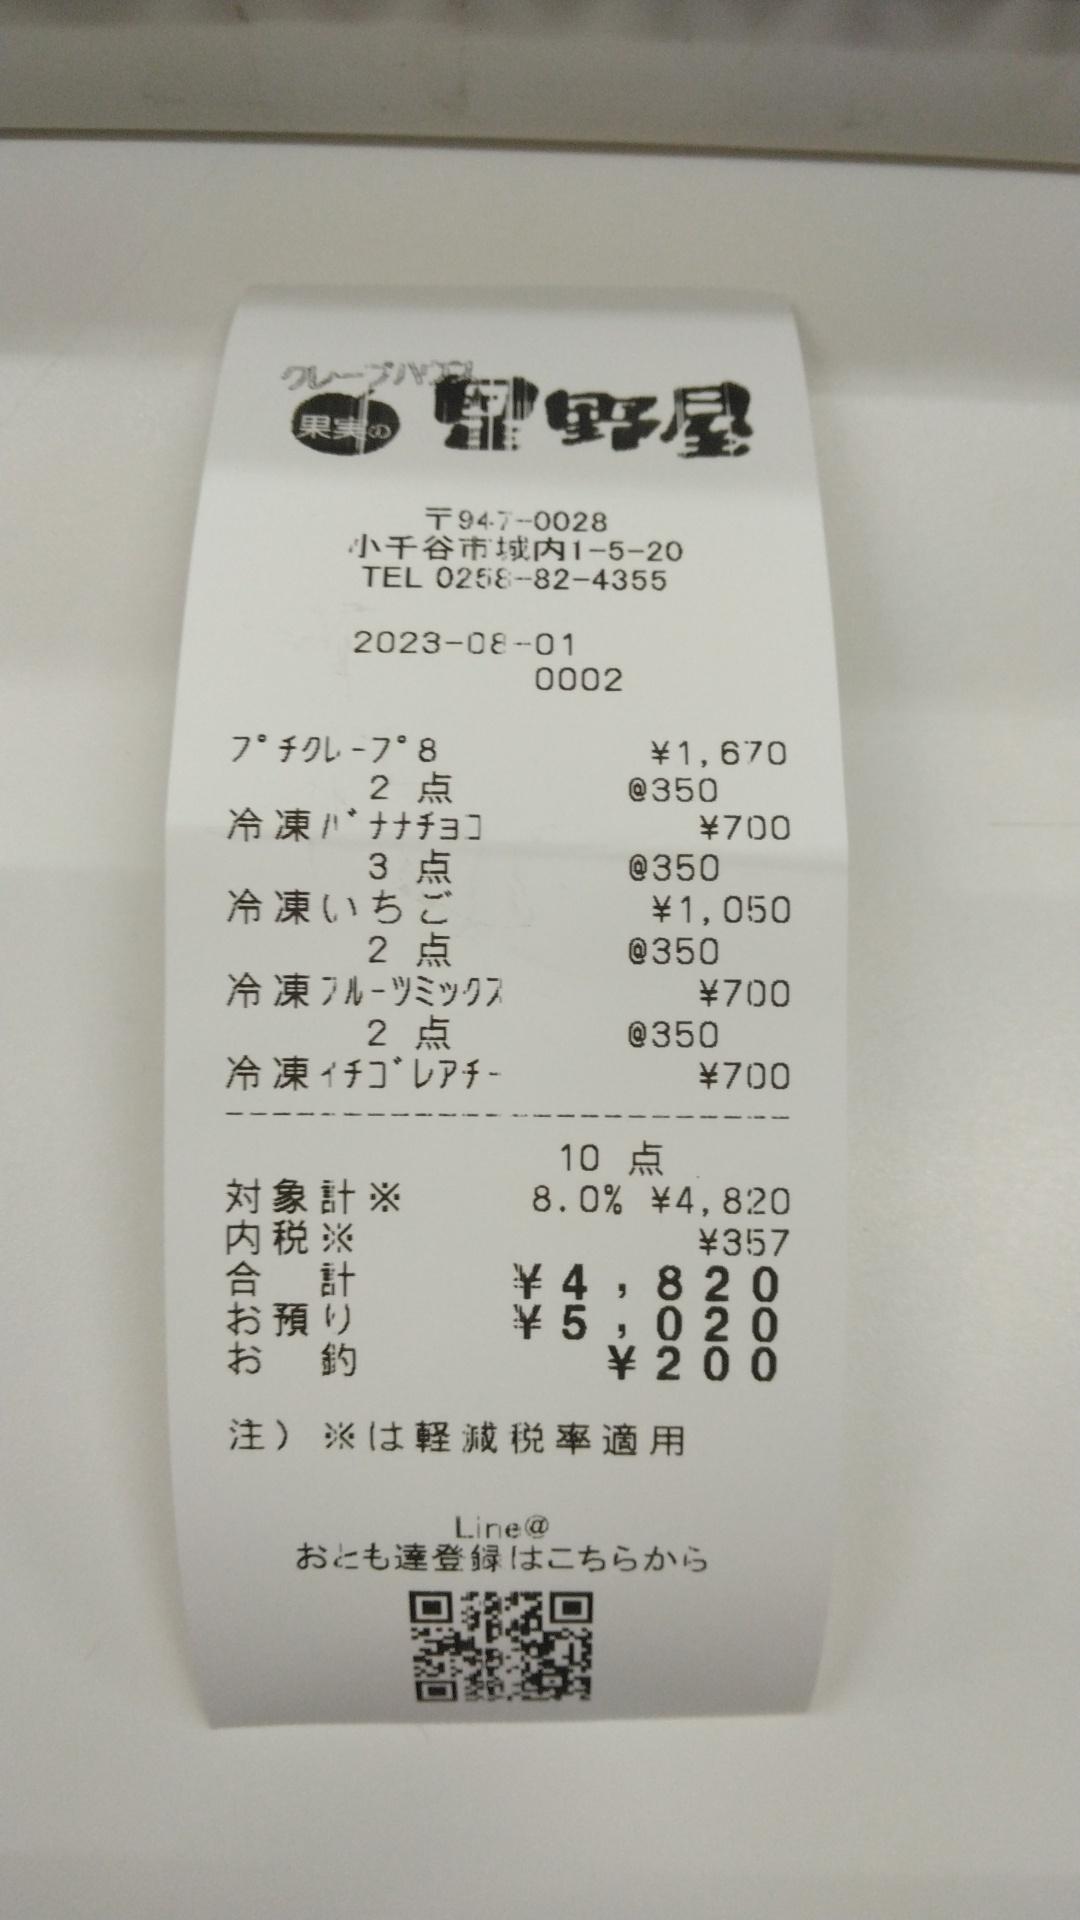 クレープハウス
果実の
〒947-0028
小千谷市城内1-5-20
TEL 0258-82-4355
2023-08-01
0002
プチクレープ8 ¥1,670
2 点 @350
冷凍バナナチョコ ¥700
3 点 @350
冷凍いちご ¥1,050
2 点 @350
冷凍フルーツミックス ¥700
2 点 @350
冷凍イチゴレアチー ¥700
10 点
対象計※ 8.0% ¥4,820
内税※ ¥357
合計 ¥4,820
お預り ¥5,020
お釣 ¥200
注)※は軽減税率適用
Line@
おとも達登録はこちらから